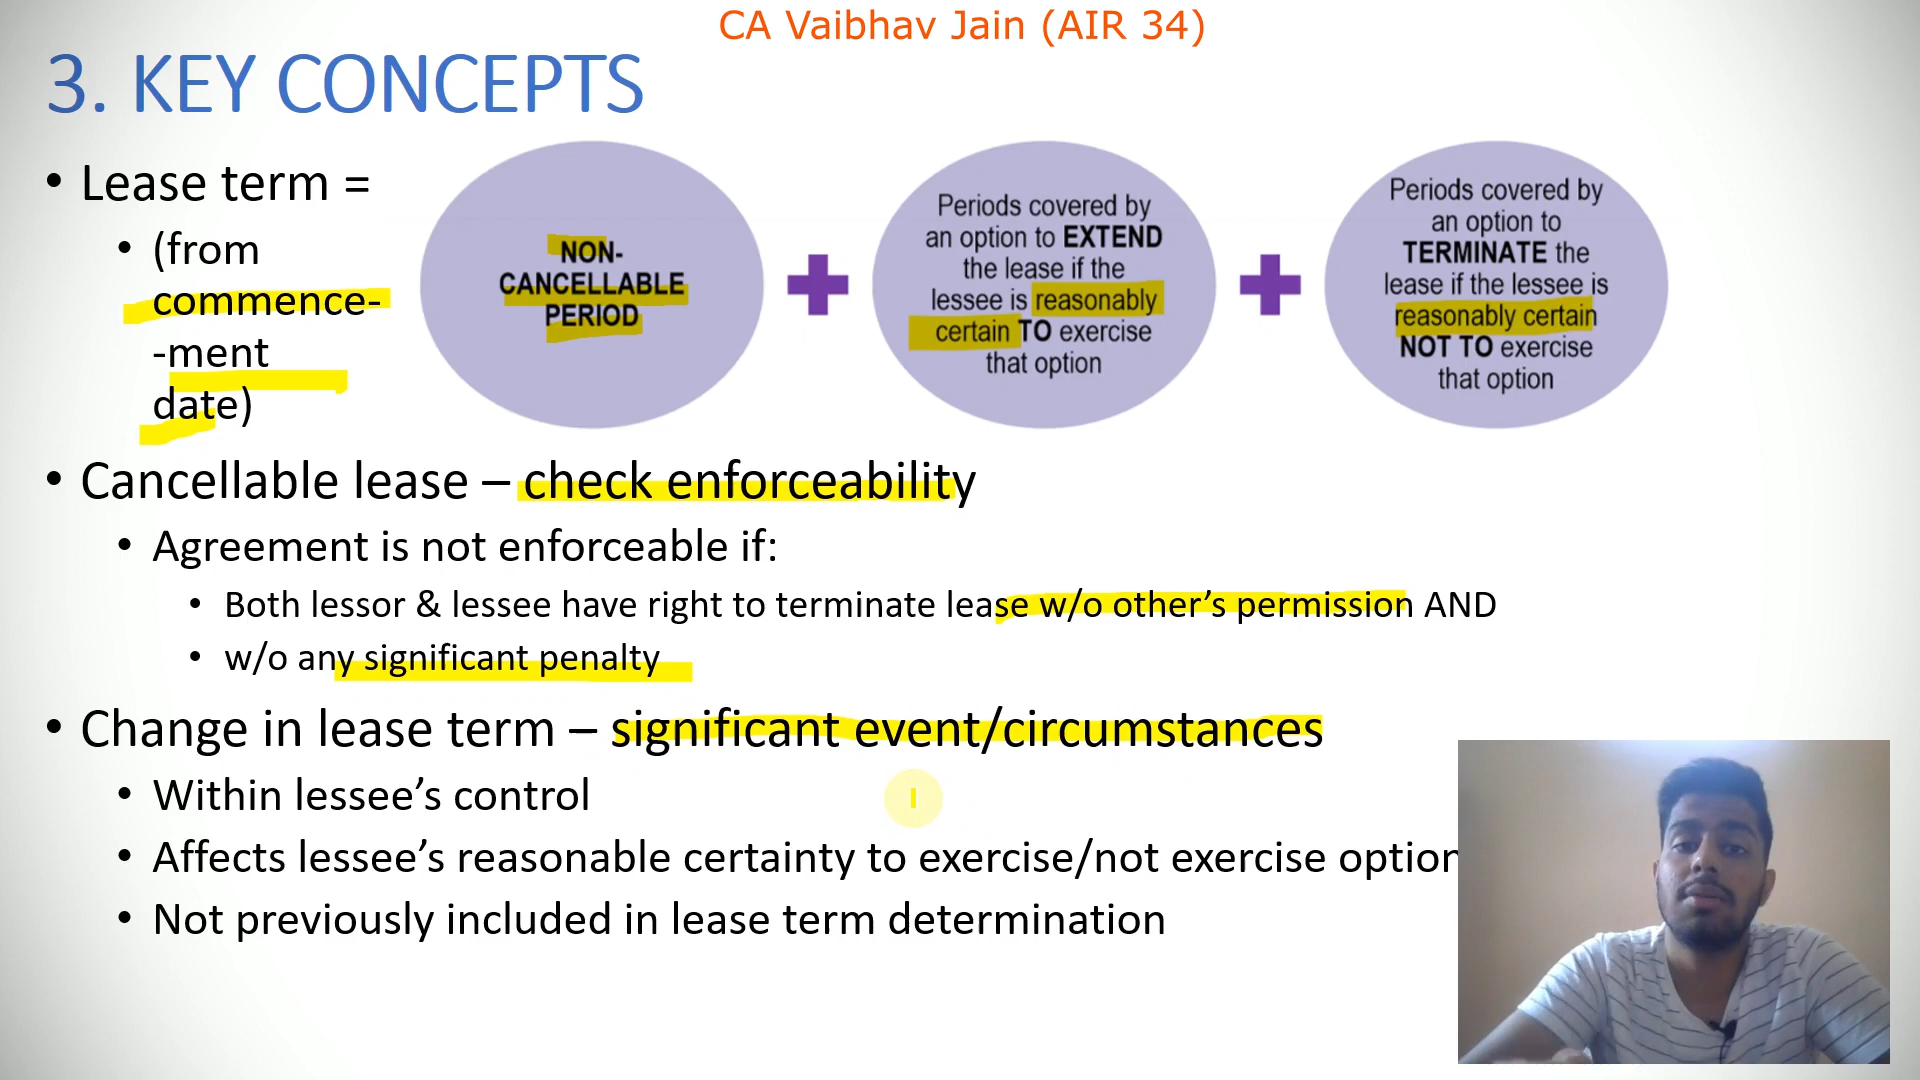 CA Vaibhav Jain (AIR 34)
3. KEY CONCEPTS
• Lease term =
• (from
commence-
-ment
date)
NON-
CANCELLABLE
PERIOD
Periods covered by
an option to EXTEND
the lease if the
lessee is reasonably
certain TO exercise
that option
Periods covered by
an option to
TERMINATE the
lease if the lessee is
reasonably certain
NOT TO exercise
that option
• Cancellable lease – check enforceability
• Agreement is not enforceable if:
• Both lessor & lessee have right to terminate lease w/o other’s permission AND
• w/o any significant penalty
• Change in lease term – significant event/circumstances
• Within lessee’s control
• Affects lessee’s reasonable certainty to exercise/not exercise option
• Not previously included in lease term determination